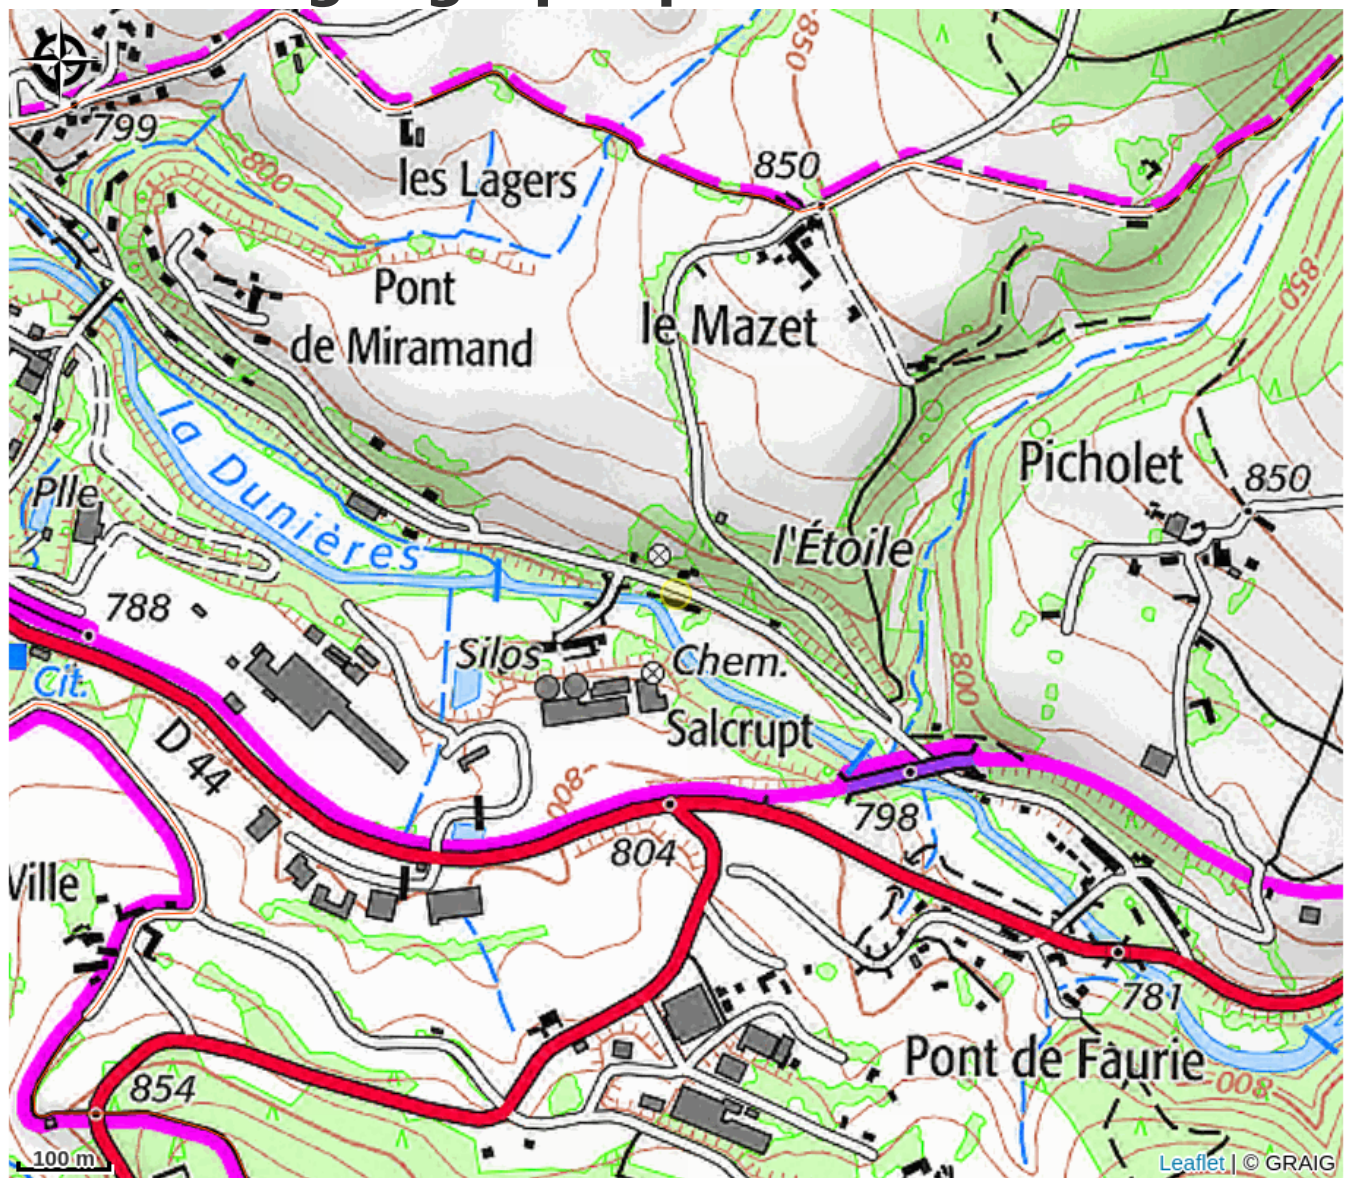 850
799
850
les Lagers
800
Pont
de Miramand
850
le Mazet
la Dunières
Picholet
850
Plle
l'Étoile
788
Silos
Chem.
800
Cit.
Salcrupt
D 44
800
798
804
Ville
781
Pont de Faurie
800
854
100 m
Leaflet | © GRAIG